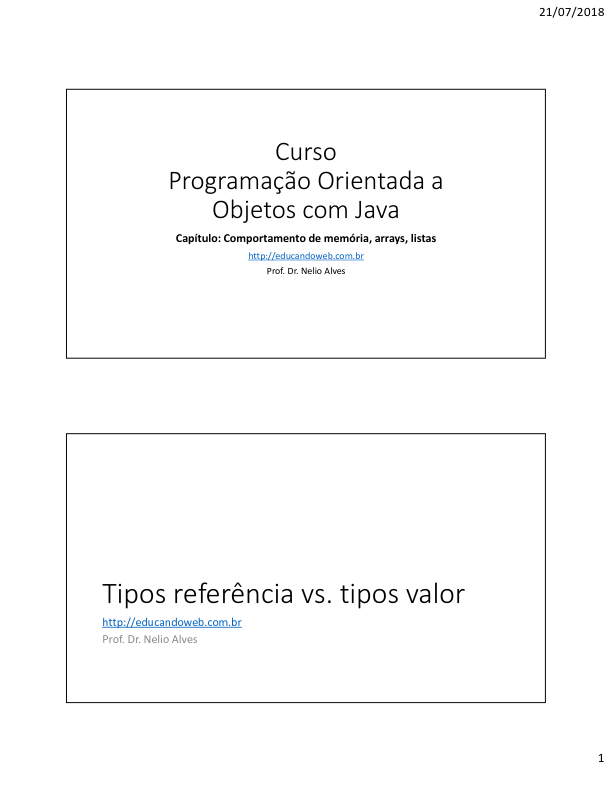 21/07/2018
Curso
Programação Orientada a
Objetos com Java
Capítulo: Comportamento de memória, arrays, listas
http://educandoweb.com.br
Prof. Dr. Nelio Alves
Tipos referência vs. tipos valor
http://educandoweb.com.br
Prof. Dr. Nelio Alves
1